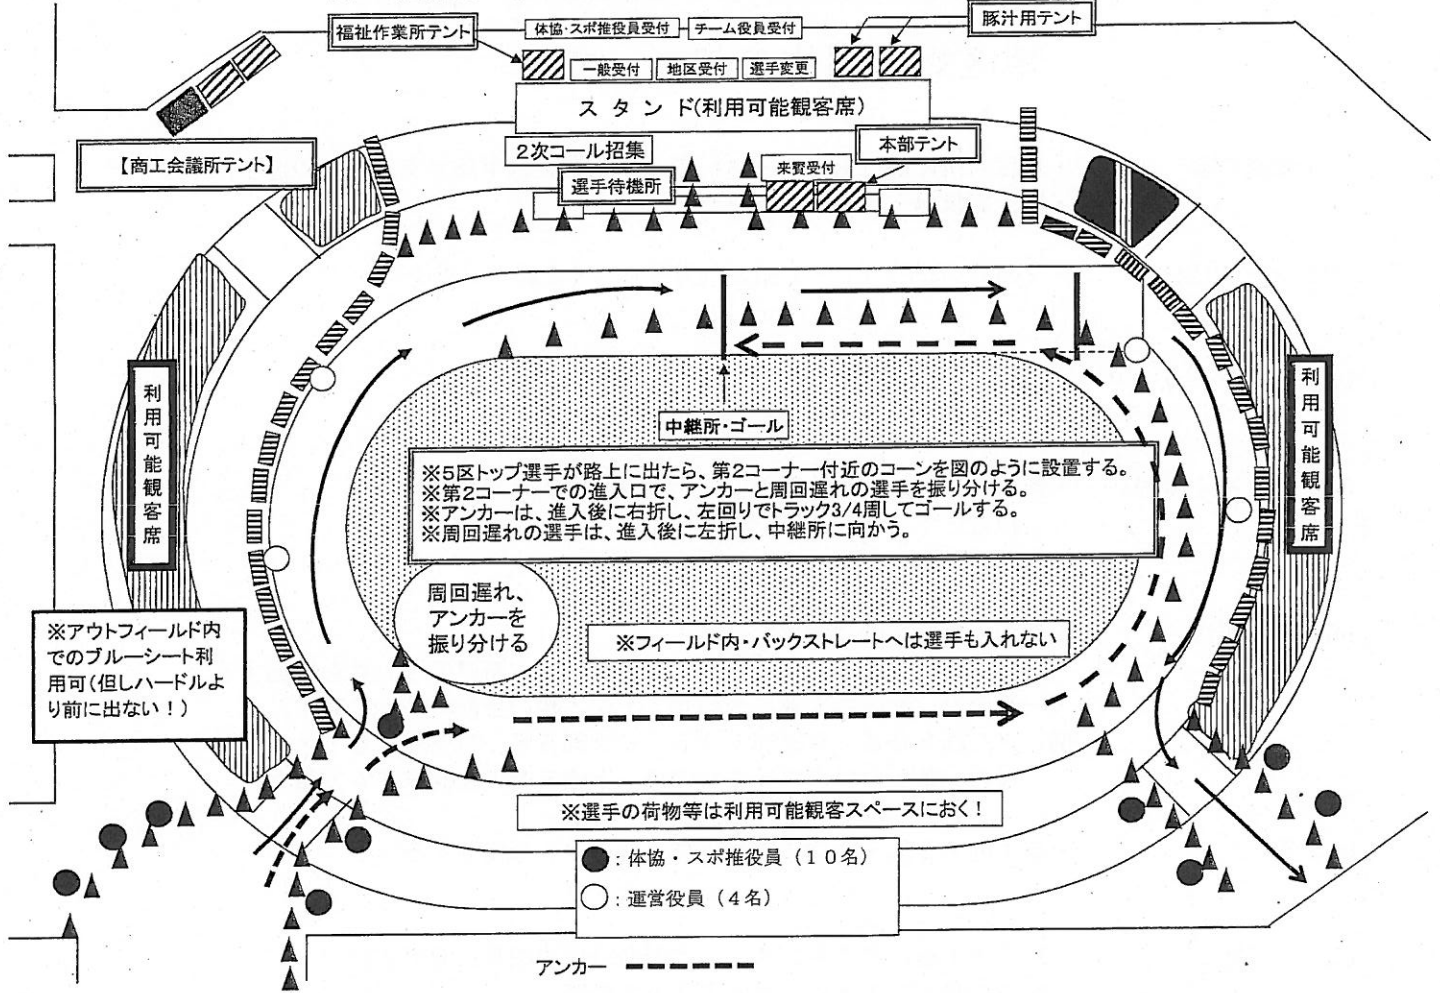 福祉作業所テント
体協・スポ推役員受付
チーム役員受付
豚汁用テント
一般受付
地区受付
選手変更
スタンド(利用可能観客席)
【商工会議所テント】
2次コール招集
来賓受付
本部テント
選手待機所
利用可能観客席
利用可能観客席
中継所・ゴール
※5区トップ選手が路上に出たら、第2コーナー付近のコーンを図のように設置する。
※第2コーナーでの進入口で、アンカーと周回遅れの選手を振り分ける。
※アンカーは、進入後に右折し、左回りでトラック3/4周してゴールする。
※周回遅れの選手は、進入後に左折し、中継所に向かう。
周回遅れ、
アンカーを
振り分ける
※フィールド内・バックストレートへは選手も入れない
※アウトフィールド内
でのブルーシート利
用可(但しハードルよ
り前に出ない!)
※選手の荷物等は利用可能観客スペースにおく!
:体協・スポ推役員(10名)
:運営役員(4名)
アンカー